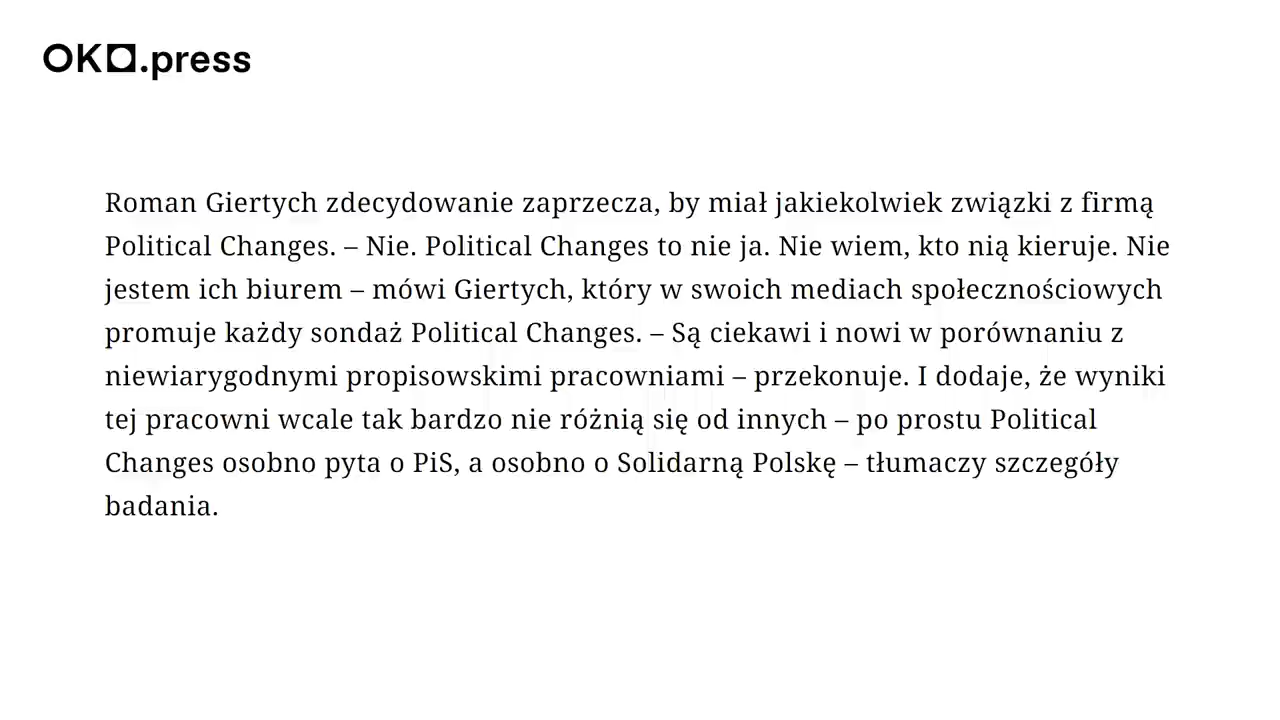 OKO.press
Roman Giertych zdecydowanie zaprzecza, by miał jakiekolwiek związki z firmą
Political Changes. – Nie. Political Changes to nie ja. Nie wiem, kto nią kieruje. Nie
jestem ich biurem – mówi Giertych, który w swoich mediach społecznościowych
promuje każdy sondaż Political Changes. – Są ciekawi i nowi w porównaniu z
niewiarygodnymi propisowskimi pracowniami – przekonuje. I dodaje, że wyniki
tej pracowni wcale tak bardzo nie różnią się od innych – po prostu Political
Changes osobno pyta o PiS, a osobno o Solidarną Polskę – tłumaczy szczegóły
badania.